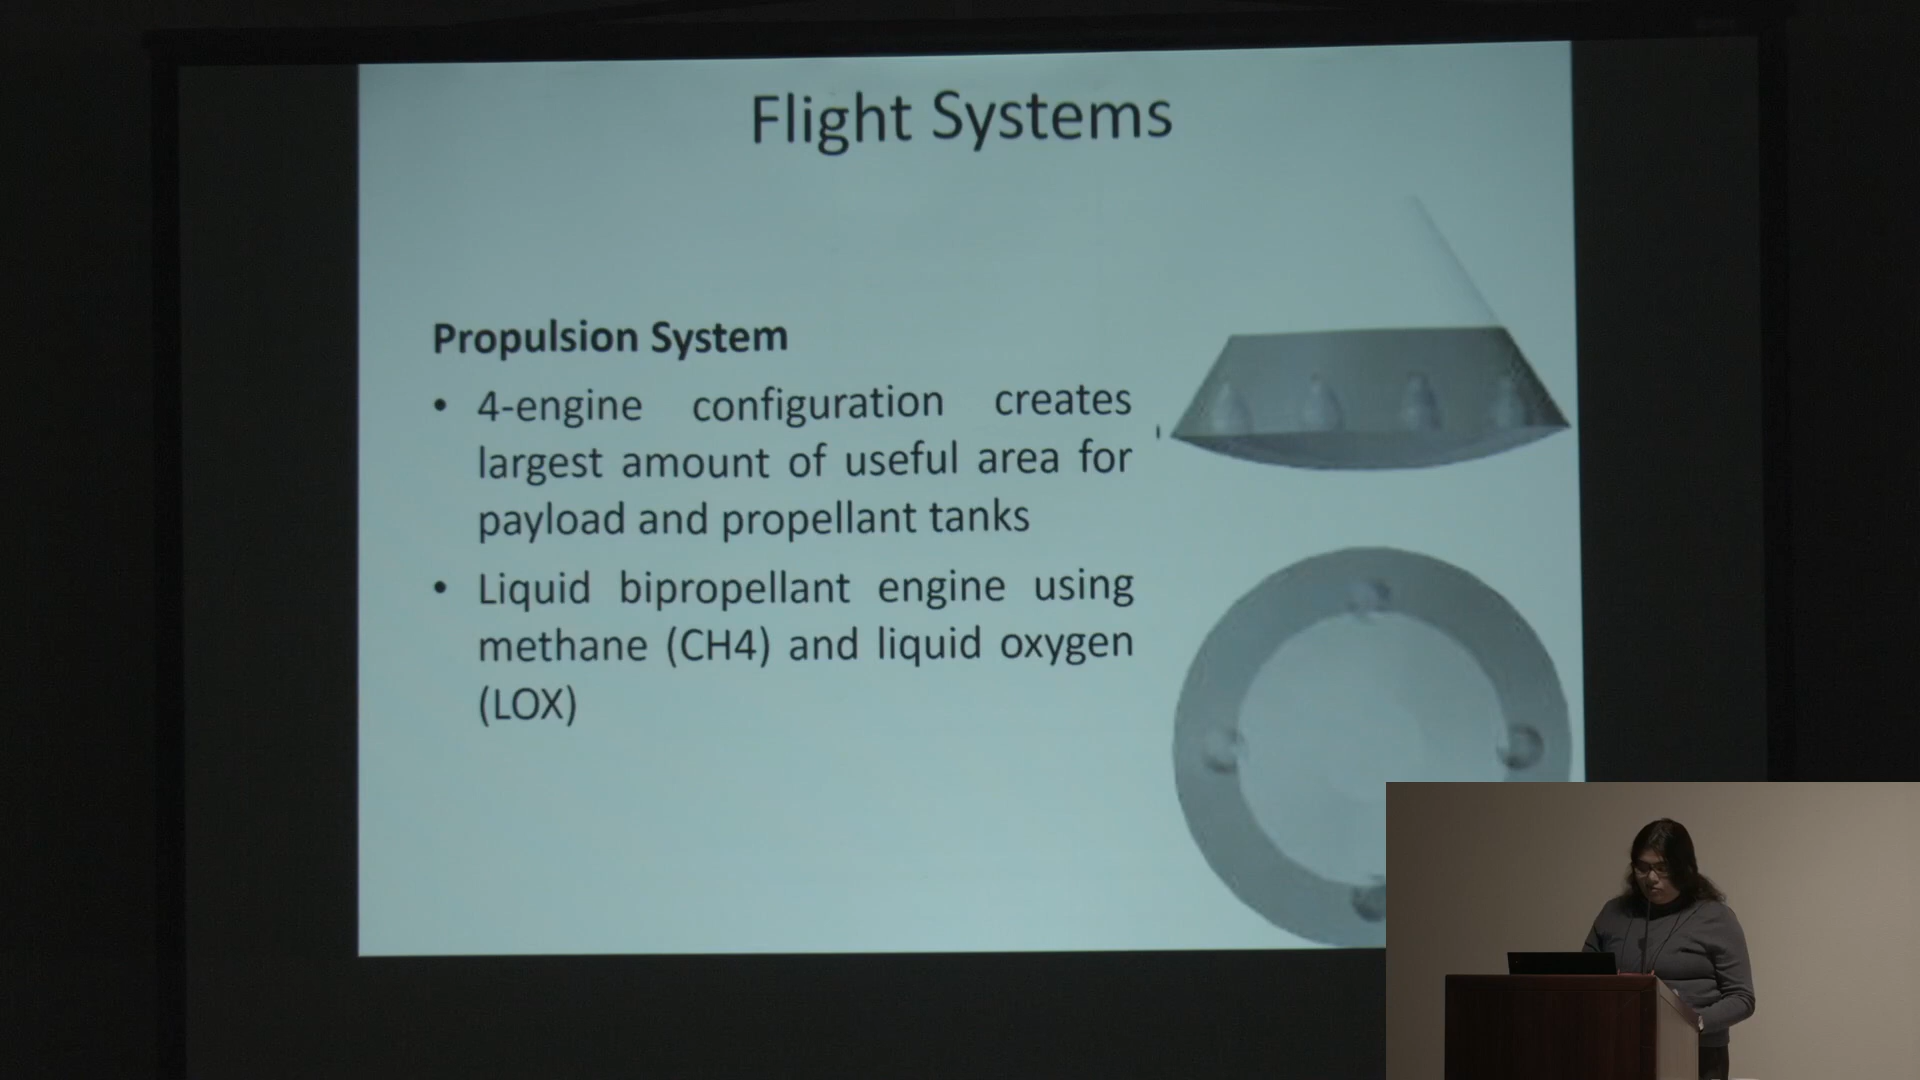 Flight Systems
Propulsion System
• 4-engine configuration creates
largest amount of useful area for
payload and propellant tanks
• Liquid bipropellant engine using
methane (CH4) and liquid oxygen
(LOX)